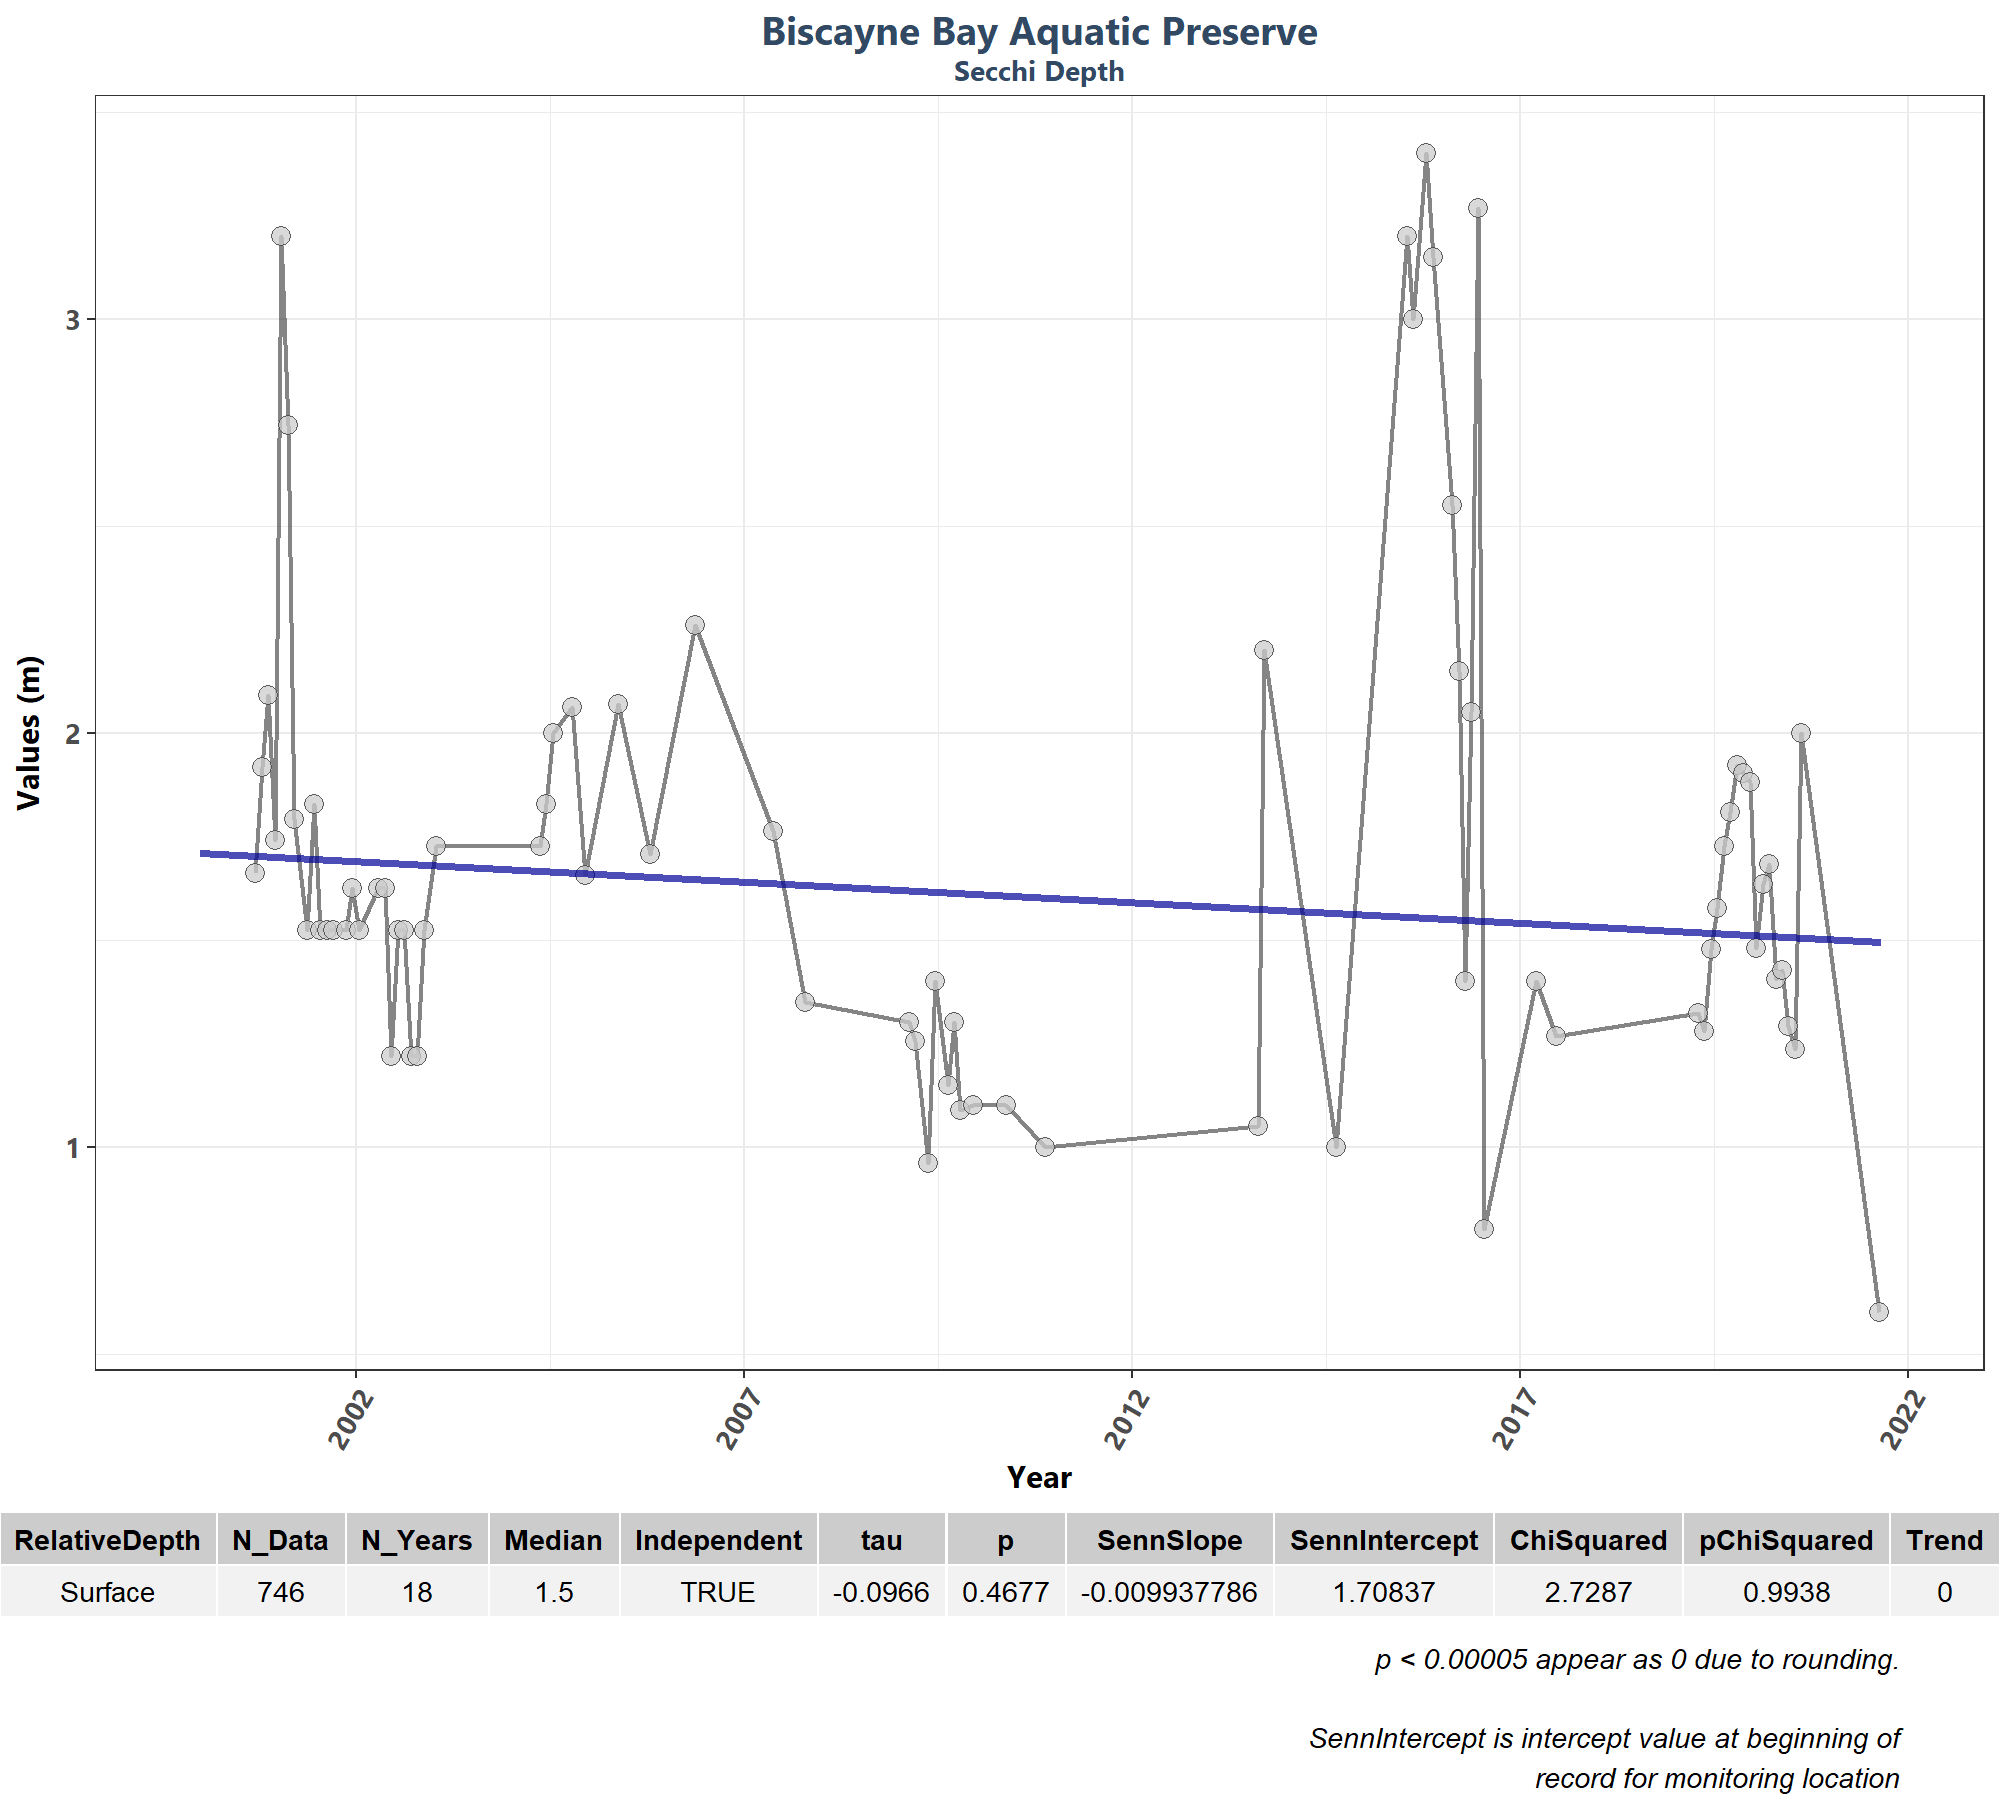 Biscayne Bay Aquatic Preserve
Secchi Depth
Values (m)
3
2
1
2002 2007 2012 2017 2022
Year
RelativeDepth N_Data N_Years Median Independent tau p SennSlope SennIntercept ChiSquared pChiSquared Trend
Surface 746 18 1.5 TRUE -0.0966 0.4677 -0.009937786 1.70837 2.7287 0.9938 0
p < 0.00005 appear as 0 due to rounding.
SennIntercept is intercept value at beginning of
record for monitoring location